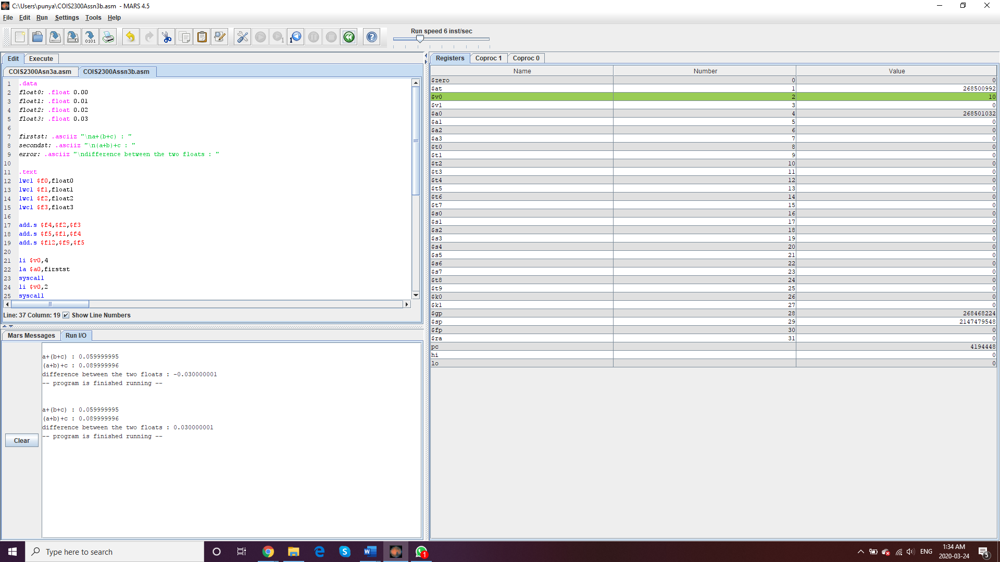 C:\Users\punya\COIS2300Assn3b.asm - MARS 4.5
File Edit Run Settings Tools Help
Run speed 6 inst/sec
Edit Execute
COIS2300Asn3a.asm COIS2300Assn3b.asm
1 .data
2 float0: .float 0.00
3 float1: .float 0.01
4 float2: .float 0.02
5 float3: .float 0.03
6
7 firstst: .asciiz "\na+(b+c) : "
8 secondst: .asciiz "\n(a+b)+c : "
9 error: .asciiz "\ndifference between the two floats : "
10
11 .text
12 lwc1 $f0,float0
13 lwc1 $f1,float1
14 lwc1 $f2,float2
15 lwc1 $f3,float3
16
17 add.s $f4,$f2,$f3
18 add.s $f5,$f1,$f4
19 add.s $f12,$f9,$f5
20
21 li $v0,4
22 la $a0,firstst
23 syscall
24 li $v0,2
25 syscall
Line: 37 Column: 19 Show Line Numbers
Mars Messages Run I/O
a+(b+c) : 0.059999995
(a+b)+c : 0.089999996
difference between the two floats : -0.030000001
-- program is finished running --
a+(b+c) : 0.059999995
(a+b)+c : 0.089999996
difference between the two floats : 0.030000001
-- program is finished running --
Clear
Registers Coproc 1 Coproc 0
Name Number Value
$zero 0 0
$at 1 268500992
$v0 2 10
$v1 3 0
$a0 4 268501032
$a1 5 0
$a2 6 0
$a3 7 0
$t0 8 0
$t1 9 0
$t2 10 0
$t3 11 0
$t4 12 0
$t5 13 0
$t6 14 0
$t7 15 0
$s0 16 0
$s1 17 0
$s2 18 0
$s3 19 0
$s4 20 0
$s5 21 0
$s6 22 0
$s7 23 0
$t8 24 0
$t9 25 0
$k0 26 0
$k1 27 0
$gp 28 268468224
$sp 29 2147479548
$fp 30 0
$ra 31 0
pc 4194448
hi 0
lo 0
Type here to search
ENG
1:34 AM
2020-03-24
5